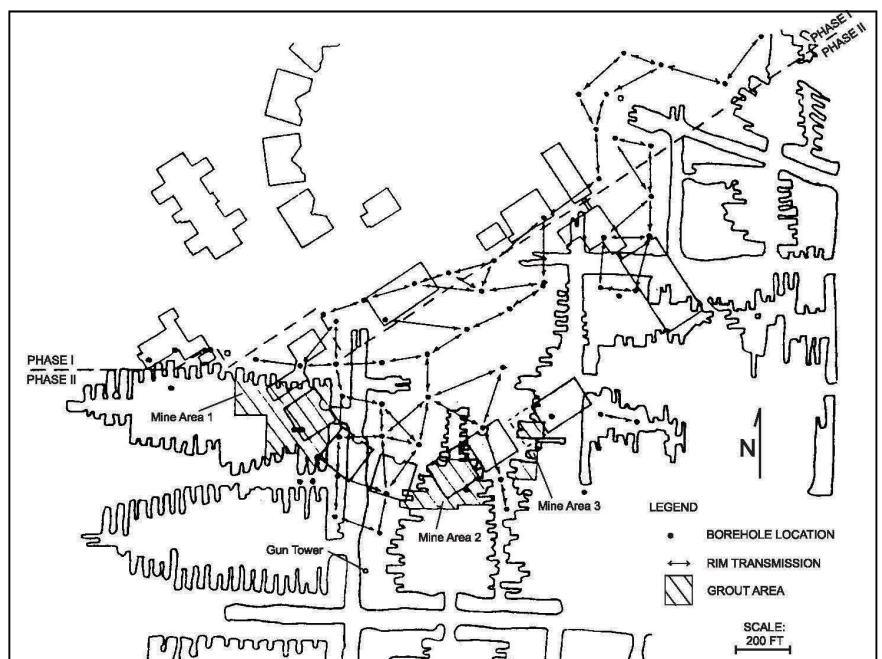 PHASE I
PHASE II
PHASE I
PHASE II
Mine Area 1
Mine Area 2
Mine Area 3
Gun Tower
N
LEGEND
BOREHOLE LOCATION
RIM TRANSMISSION
GROUT AREA
SCALE:
200 FT